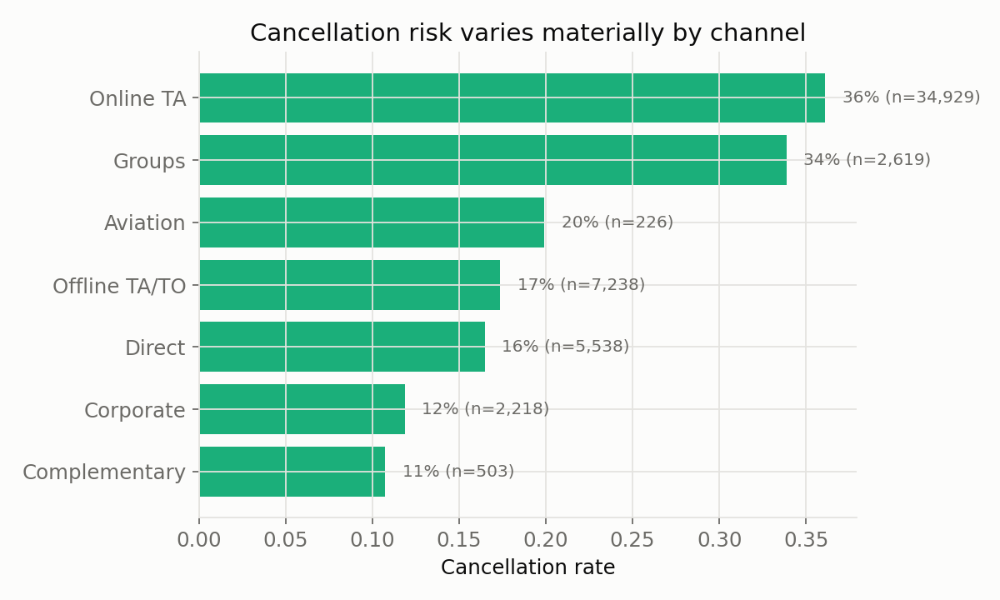 Cancellation risk varies materially by channel
Online TA 36% (n=34,929)
Groups 34% (n=2,619)
Aviation 20% (n=226)
Offline TA/TO 17% (n=7,238)
Direct 16% (n=5,538)
Corporate 12% (n=2,218)
Complementary 11% (n=503)
0.00 0.05 0.10 0.15 0.20 0.25 0.30 0.35
Cancellation rate